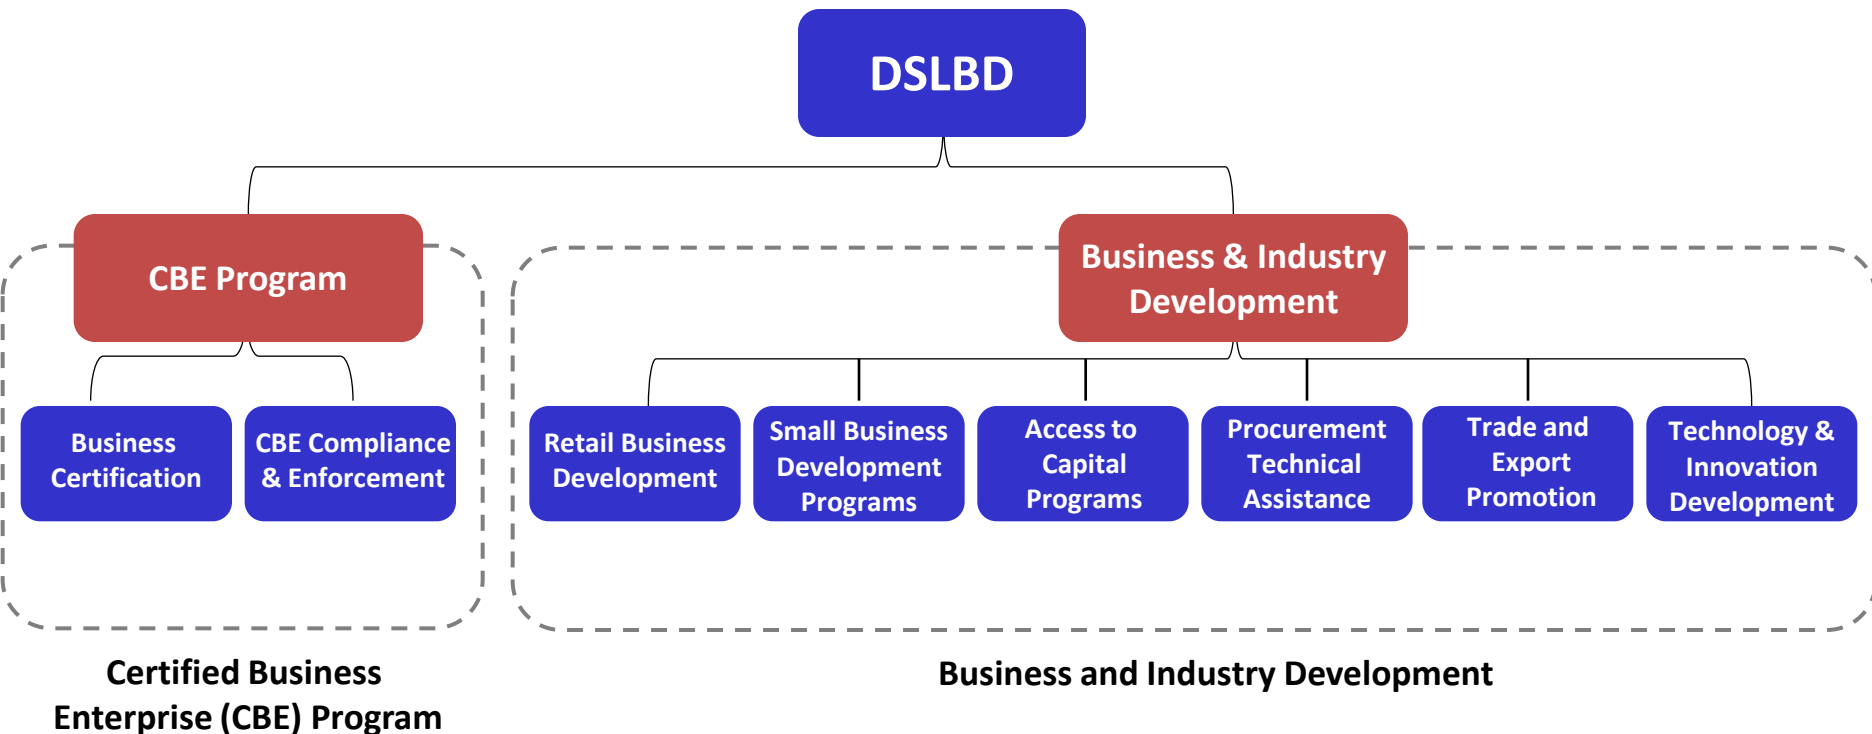 DSLBD
CBE Program
Business & Industry
Development
Business
Certification
CBE Compliance
& Enforcement
Retail Business
Development
Small Business
Development
Programs
Access to
Capital
Programs
Procurement
Technical
Assistance
Trade and
Export
Promotion
Technology &
Innovation
Development
Certified Business
Enterprise (CBE) Program
Business and Industry Development